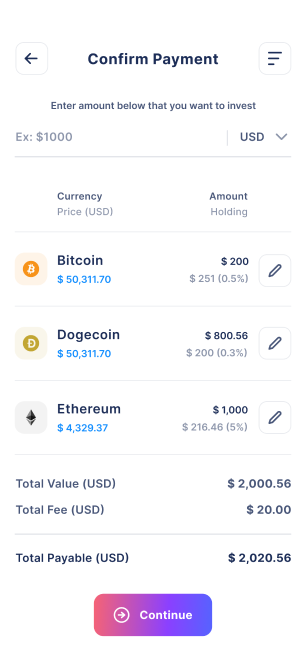 Confirm Payment
Enter amount below that you want to invest
Ex: $1000 USD
Currency Amount
Price (USD) Holding
Bitcoin $ 200
$ 50,311.70 $ 251 (0.5%)
Dogecoin $ 800.56
$ 50,311.70 $ 200 (0.3%)
Ethereum $ 1,000
$ 4,329.37 $ 216.46 (5%)
Total Value (USD) $ 2,000.56
Total Fee (USD) $ 20.00
Total Payable (USD) $ 2,020.56
Continue